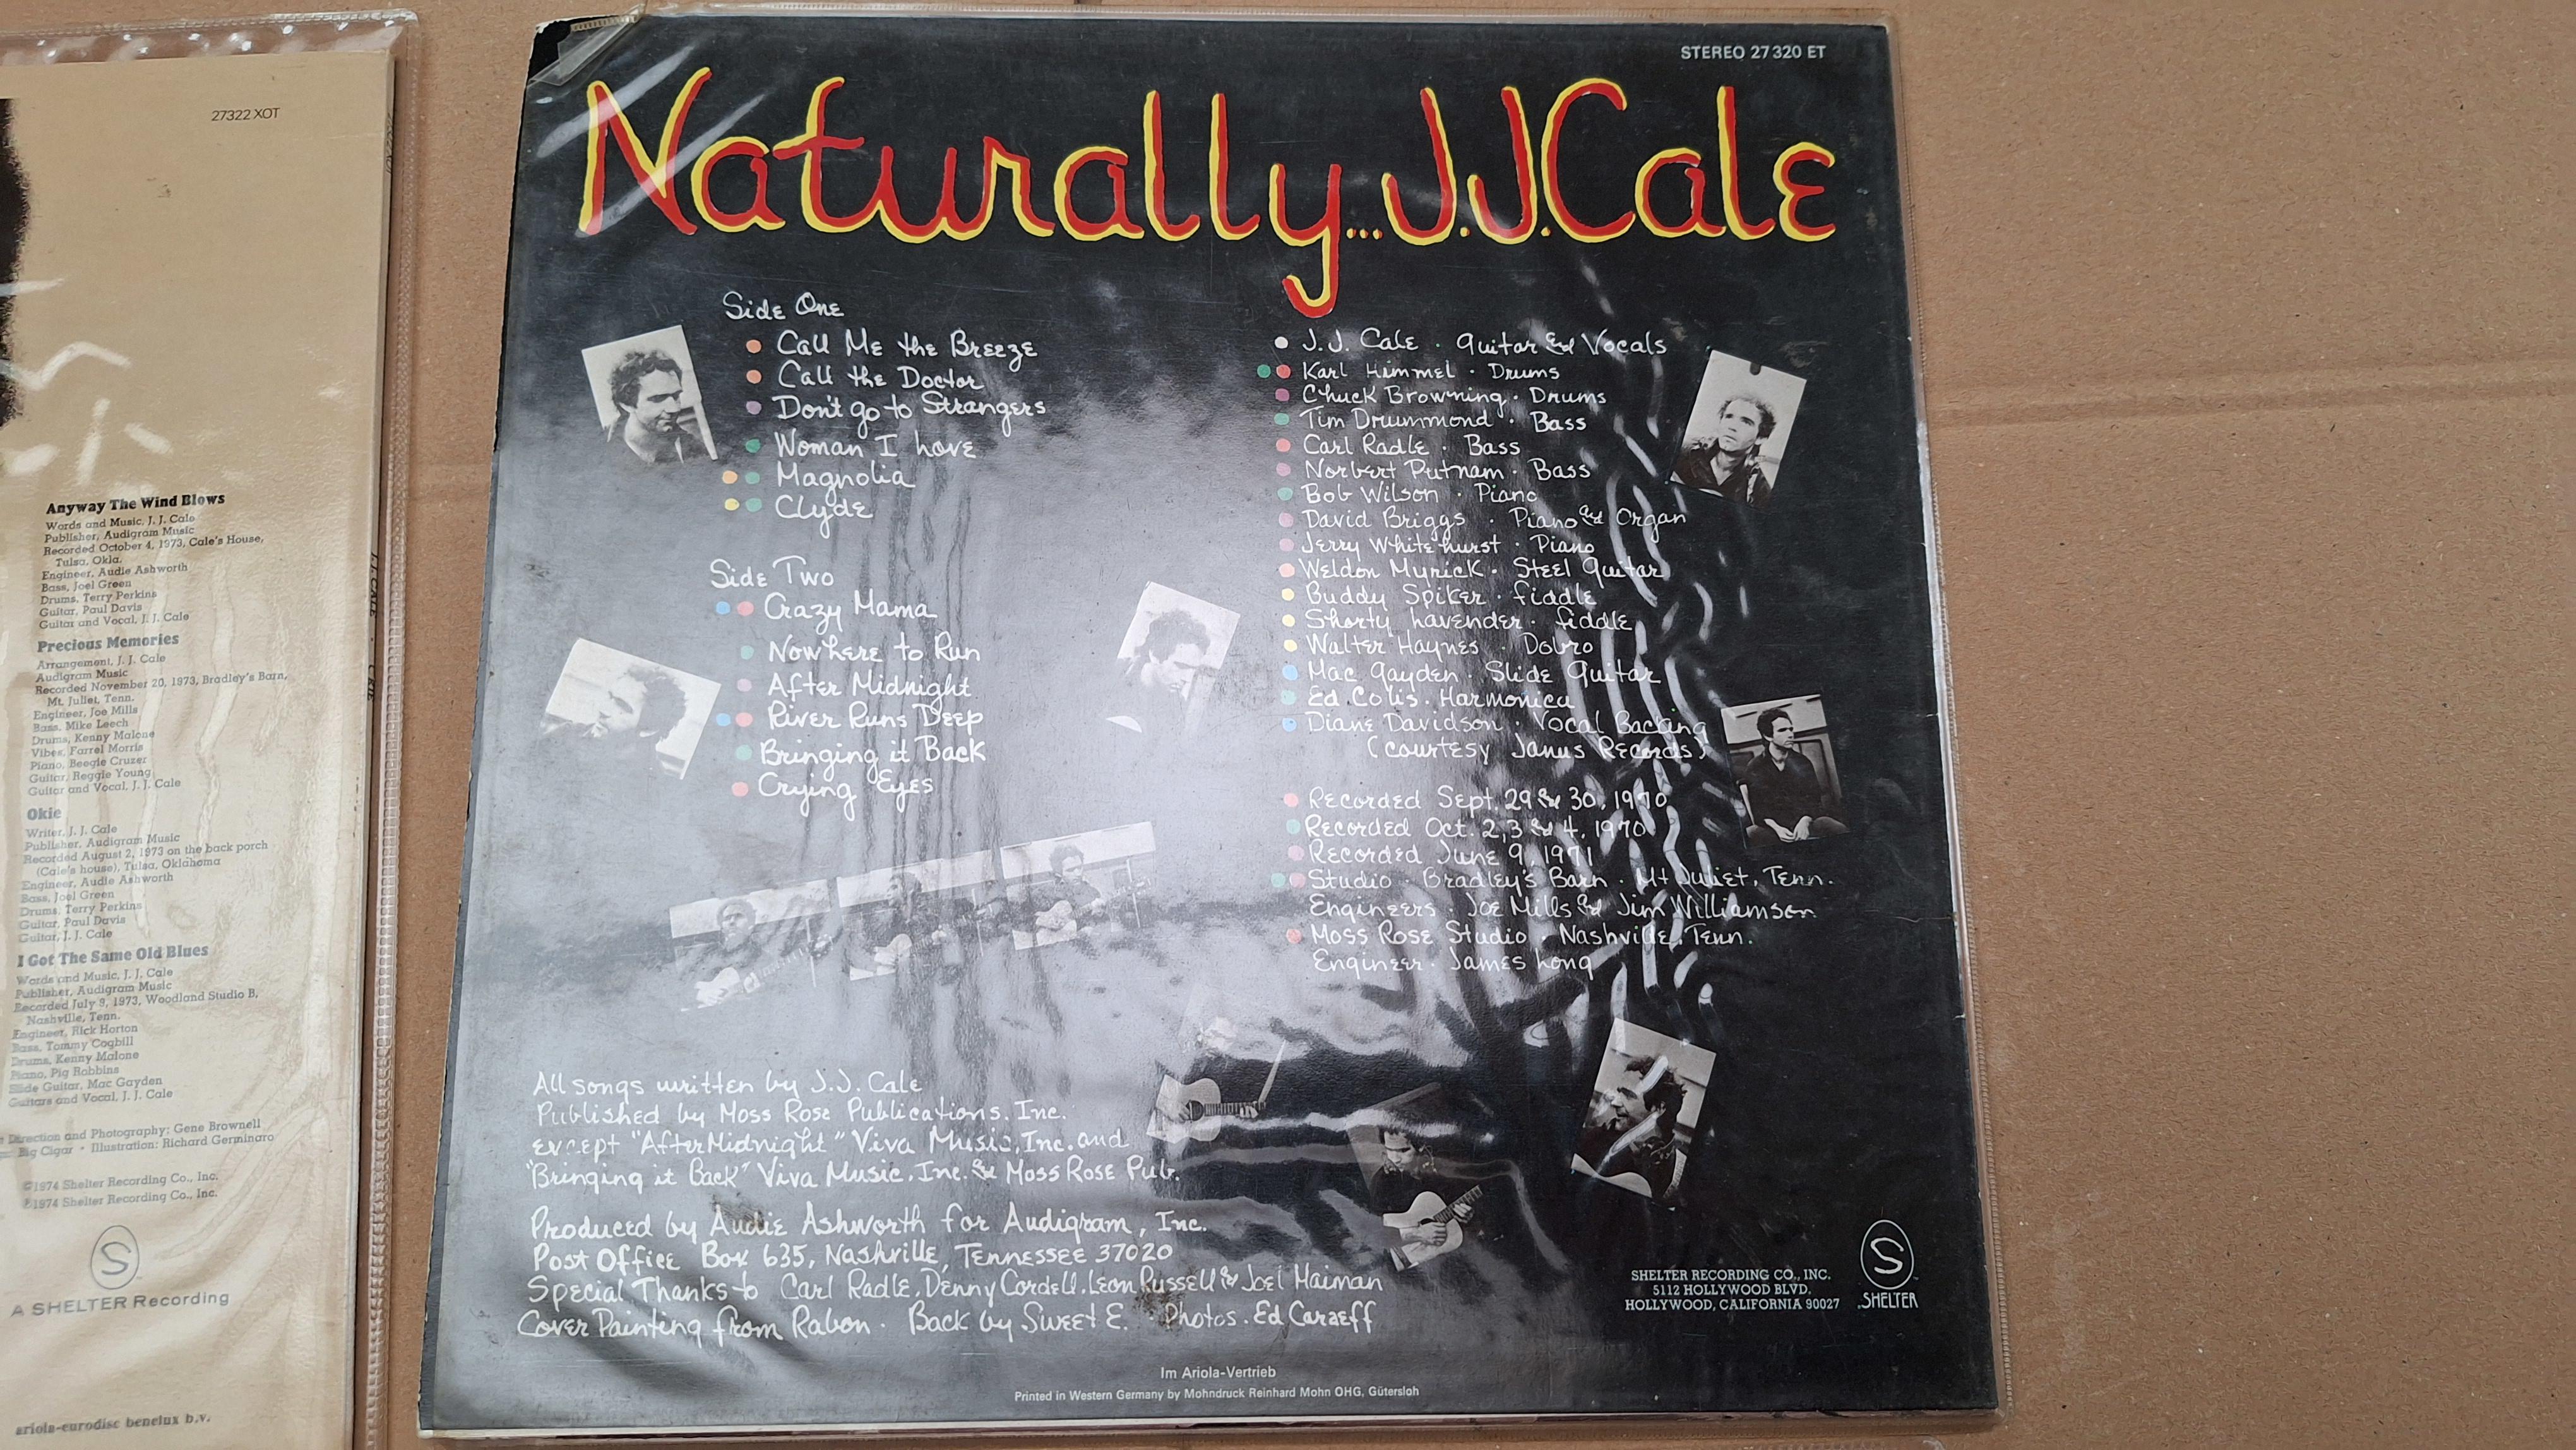 27322 XOT
Anyway The Wind Blows
Words and Music, J. J. Cale
Publisher, Audigram Music
Recorded October 4, 1973, Cale's House,
Tulsa, Okla.
Engineer, Audie Ashworth
Bass, Joel Green
Drums, Terry Perkins
Guitar, Paul Davis
Guitar and Vocal, J. J. Cale
Precious Memories
Arrangement, J. J. Cale
Audigram Music
Recorded November 20, 1973, Bradley's Barn,
Mt. Juliet, Tenn.
Engineer, Joe Mills
Bass, Mike Leech
Drums, Kenny Malone
Vibes, Farrel Morris
Piano, Beegie Cruzer
Guitar, Reggie Young
Guitar and Vocal, J. J. Cale
Okie
Writer, J. J. Cale
Publisher, Audigram Music
Recorded August 2, 1973 on the back porch
(Cale's house), Tulsa, Oklahoma
Engineer, Audie Ashworth
Bass, Joel Green
Drums, Terry Perkins
Guitar, Paul Davis
Guitar, J. J. Cale
I Got The Same Old Blues
Words and Music, J. J. Cale
Publisher, Audigram Music
Recorded July 9, 1973, Woodland Studio B,
Nashville, Tenn.
Engineer, Rick Horton
Bass, Tommy Cogbill
Drums, Kenny Malone
Piano, Pig Robbins
Slide Guitar, Mac Gayden
Guitars and Vocal, J. J. Cale
Direction and Photography: Gene Brownell
Big Cigar • Illustration: Richard Germinaro
©1974 Shelter Recording Co., Inc.
℗1974 Shelter Recording Co., Inc.
S
A SHELTER Recording
ariola-eurodisc benelux b.v.
J.J. CALE · OKIE
STEREO 27 320 ET
Naturally... J.J. Cale
Side One
Call Me the Breeze
Call the Doctor
Don't go to Strangers
Woman I Love
Magnolia
Clyde
Side Two
Crazy Mama
Nowhere to Run
After Midnight
River Runs Deep
Bringing it Back
Crying Eyes
J.J. Cale · Guitar and Vocals
Karl Himmel · Drums
Chuck Browning · Drums
Tim Drummond · Bass
Carl Radle · Bass
Norbert Putnam · Bass
Bob Wilson · Piano
David Briggs · Piano and Organ
Jerry Whitehurst · Piano
Weldon Myrick · Steel Guitar
Buddy Spiker · fiddle
Shorty Lavender · fiddle
Walter Haynes · Dobro
Mac Gayden · Slide Guitar
Ed Colis · Harmonica
Diane Davidson · Vocal Backing
(courtesy Janus Records)
Recorded Sept. 29 & 30, 1970
Recorded Oct. 2, 3 & 4, 1970
Recorded June 9, 1971
Studio · Bradley's Barn · Mt Juliet, Tenn.
Engineers · Joe Mills and Jim Williamson
Moss Rose Studio · Nashville, Tenn.
Engineer · James Long
All songs written by J.J. Cale
Published by Moss Rose Publications, Inc.
except "After Midnight" Viva Music, Inc. and
"Bringing it Back" Viva Music, Inc. & Moss Rose Pub.
Produced by Audie Ashworth for Audigram, Inc.
Post Office Box 635, Nashville, Tennessee 37020
Special Thanks to Carl Radle, Denny Cordell, Leon Russell & Joel Maiman
Cover Painting from Rabon · Back by Sweet E. Photos · Ed Caraeff
SHELTER RECORDING CO., INC.
5112 HOLLYWOOD BLVD.
HOLLYWOOD, CALIFORNIA 90027
S
SHELTER
Im Ariola-Vertrieb
Printed in Western Germany by Mohndruck Reinhard Mohn OHG, Gütersloh